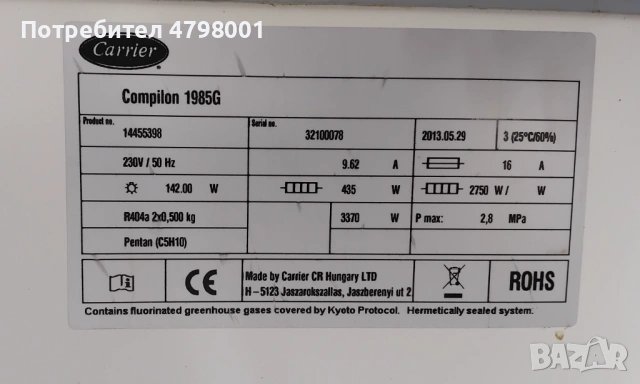 Потребител 4798001
Carrier
Compilon 1985G
Product no. Serial no.
14455398 32100078 2013.05.29 3 (25°C/60%)
230V / 50 Hz 9.62 A 16 A
142.00 W 435 W 2750 W / W
R404a 2x0,500 kg 3370 W P max: 2,8 MPa
Pentan (C5H10)
CE Made by Carrier CR Hungary LTD ROHS
H-5123 Jaszarokszallas, Jaszberenyi ut 2.
Contains fluorinated greenhouse gases covered by Kyoto Protocol. Hermetically sealed system.
BAZAR